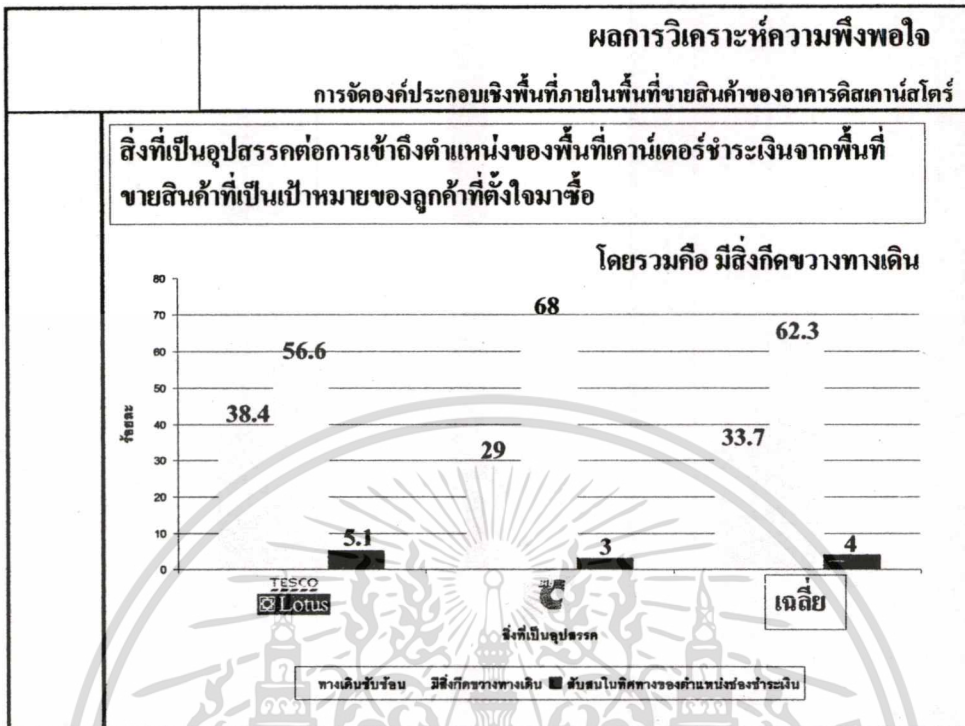 ผลการวิเคราะห์ความพึงพอใจ
การจัดองค์ประกอบเชิงพื้นที่ภายในพื้นที่ขายสินค้าของอาคารดิสเคาน์สโตร์
สิ่งที่เป็นอุปสรรคต่อการเข้าถึงตำแหน่งของพื้นที่เคาน์เตอร์ชำระเงินจากพื้นที่
ขายสินค้าที่เป็นเป้าหมายของลูกค้าที่ตั้งใจมาซื้อ
โดยรวมคือ มีสิ่งกีดขวางทางเดิน
80
70
60
50
40
30
20
10
0
ร้อยละ
38.4
56.6
5.1
29
68
3
33.7
62.3
4
TESCO
Lotus
เฉลี่ย
สิ่งที่เป็นอุปสรรค
ทางเดินซับซ้อน มีสิ่งกีดขวางทางเดิน สับสนในทิศทางของตำแหน่งช่องชำระเงิน